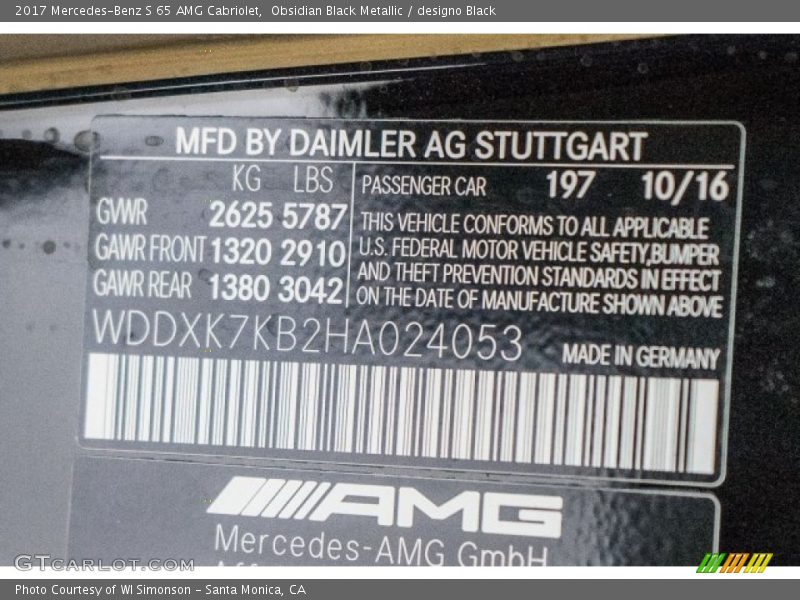 2017 Mercedes-Benz S 65 AMG Cabriolet,  Obsidian Black Metallic / designo Black
MFD BY DAIMLER AG STUTTGART
KG LBS
GVWR 2625 5787
GAWR FRONT 1320 2910
GAWR REAR 1380 3042
PASSENGER CAR 197 10/16
THIS VEHICLE CONFORMS TO ALL APPLICABLE
U.S. FEDERAL MOTOR VEHICLE SAFETY,BUMPER
AND THEFT PREVENTION STANDARDS IN EFFECT
ON THE DATE OF MANUFACTURE SHOWN ABOVE
WDDXK7KB2HA024053
MADE IN GERMANY
AMG
Mercedes-AMG GmbH
GTcarlot.com
Photo Courtesy of WI Simonson - Santa Monica, CA